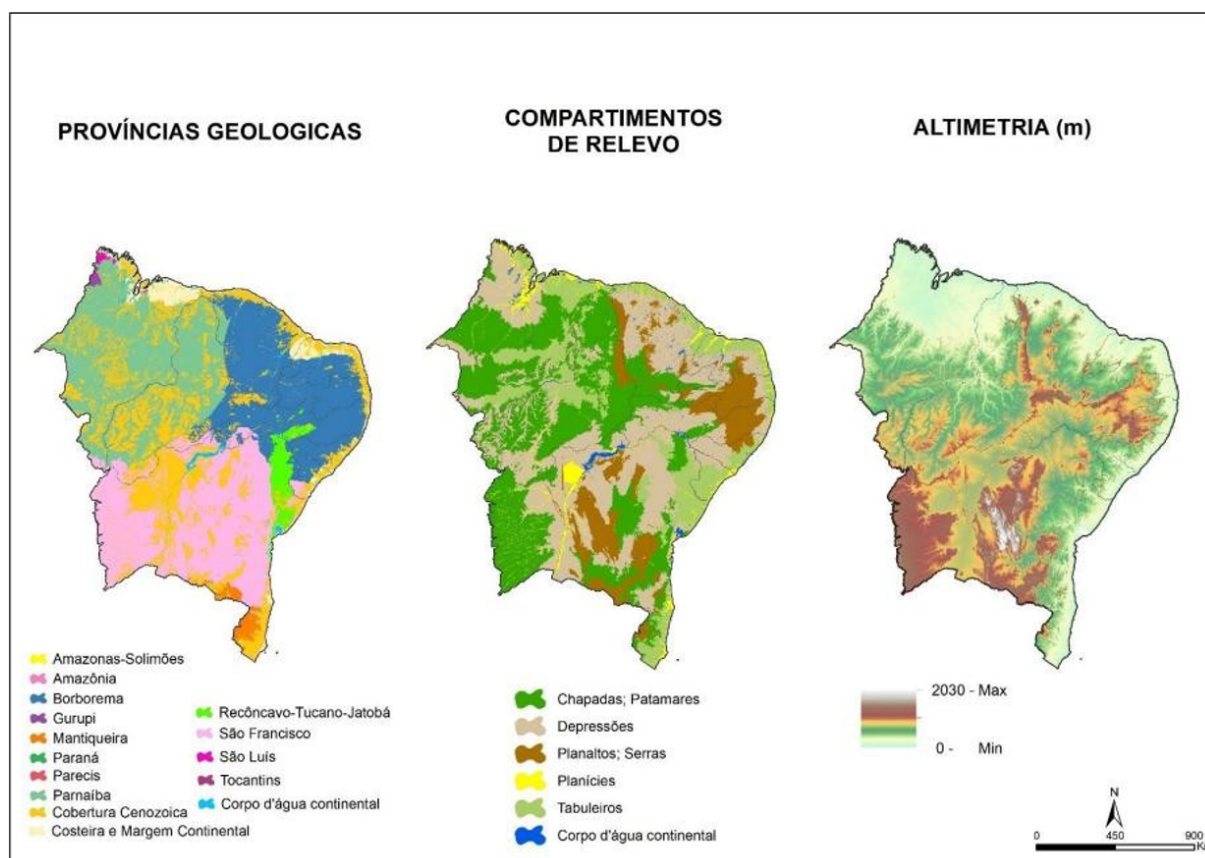 PROVÍNCIAS GEOLOGICAS
COMPARTIMENTOS
DE RELEVO
ALTIMETRIA (m)
Amazonas-Solimões
Amazônia
Borborema
Gurupi
Mantiqueira
Paraná
Parecis
Parnaíba
Cobertura Cenozoica
Costeira e Margem Continental
Recôncavo-Tucano-Jatobá
São Francisco
São Luís
Tocantins
Corpo d'água continental
Chapadas; Patamares
Depressões
Planaltos; Serras
Planícies
Tabuleiros
Corpo d'água continental
2030 - Max
0 - Min
N
0 450 900